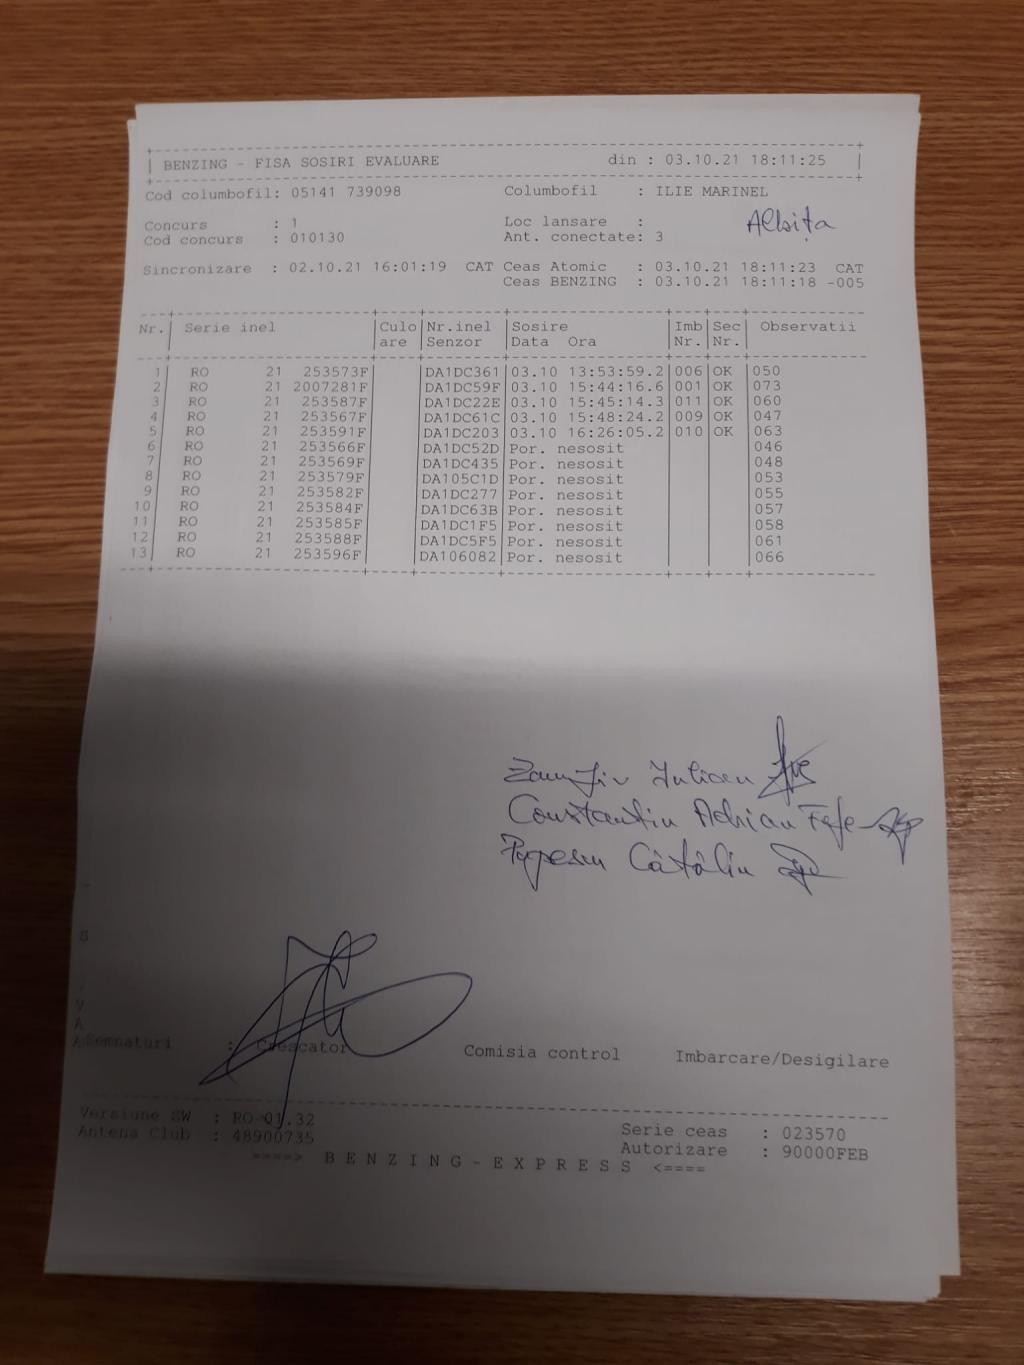 BENZING - FISA SOSIRI EVALUARE din : 03.10.21 18:11:25
Cod columbofil: 05141 739098 Columbofil : ILIE MARINEL
Concurs : 1 Loc lansare : Albița
Cod concurs : 010130 Ant. conectate: 3
Sincronizare : 02.10.21 16:01:19 CAT Ceas Atomic : 03.10.21 18:11:23 CAT
Ceas BENZING : 03.10.21 18:11:18 -005
Nr. Serie inel Culo Nr.inel Sosire Imb Sec Observatii
are Senzor Data Ora Nr. Nr.
1 RO 21 253573F DA1DC361 03.10 13:53:59.2 006 OK 050
2 RO 21 2007281F DA1DC59F 03.10 15:44:16.6 001 OK 073
3 RO 21 253587F DA1DC22E 03.10 15:45:14.3 011 OK 060
4 RO 21 253567F DA1DC61C 03.10 15:48:24.2 009 OK 047
5 RO 21 253591F DA1DC203 03.10 16:26:05.2 010 OK 063
6 RO 21 253566F DA1DC52D Por. nesosit 046
7 RO 21 253569F DA1DC435 Por. nesosit 048
8 RO 21 253579F DA105C1D Por. nesosit 053
9 RO 21 253582F DA1DC277 Por. nesosit 055
10 RO 21 253584F DA1DC63B Por. nesosit 057
11 RO 21 253585F DA1DC1F5 Por. nesosit 058
12 RO 21 253588F DA1DC5F5 Por. nesosit 061
13 RO 21 253596F DA106082 Por. nesosit 066
Iulian
Constantin Adrian
Popescu Cătălin
S
V
A
Semnaturi : Crescator Comisia control Imbarcare/Desigilare
Versiune SW : RO-01.32 Serie ceas : 023570
Antena Club : 48900735 Autorizare : 90000FEB
====> B E N Z I N G - E X P R E S S <====